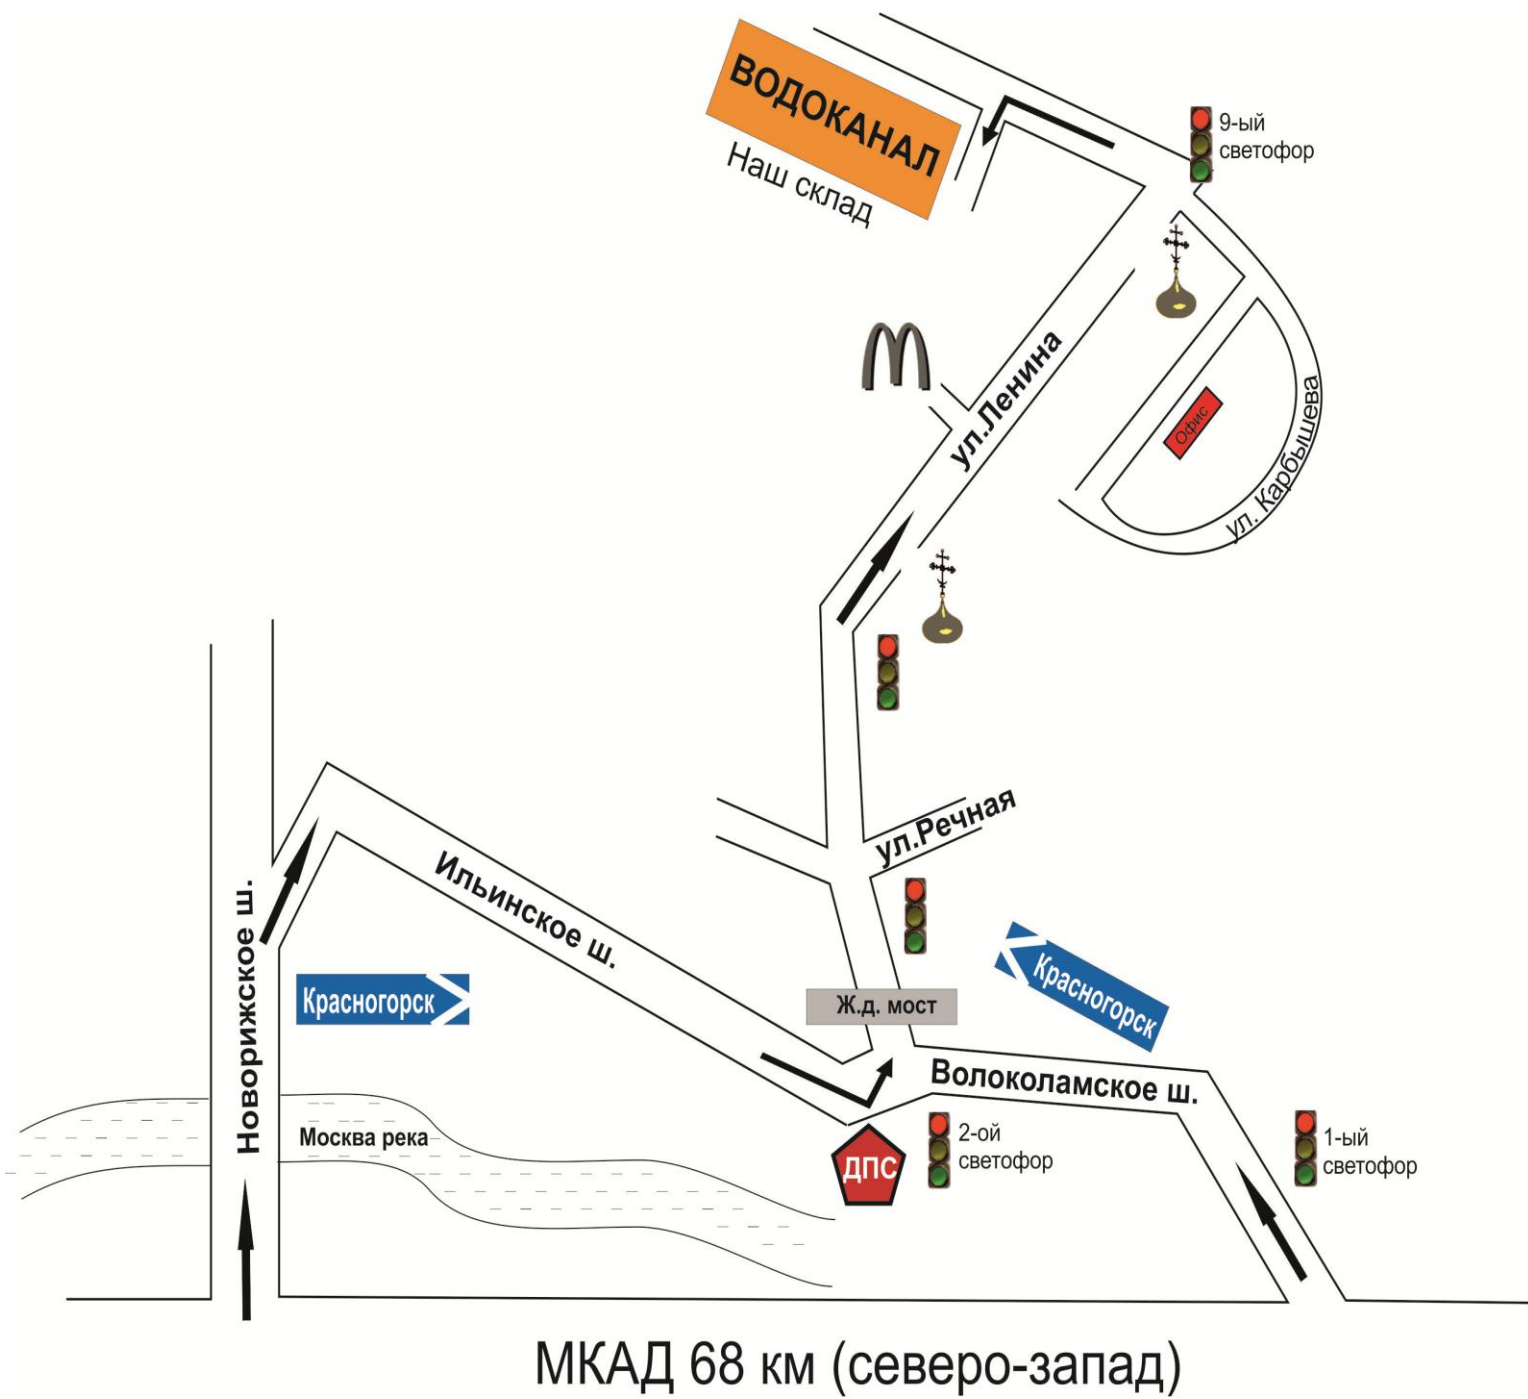 ВОДОКАНАЛ
Наш склад
9-ый
светофор
ул.Ленина
Офис
ул. Карбышева
ул.Речная
Ильинское ш.
Новорижское ш.
Красногорск
Красногорск
Ж.д. мост
Волоколамское ш.
Москва река
ДПС
2-ой
светофор
1-ый
светофор
МКАД 68 км (северо-запад)